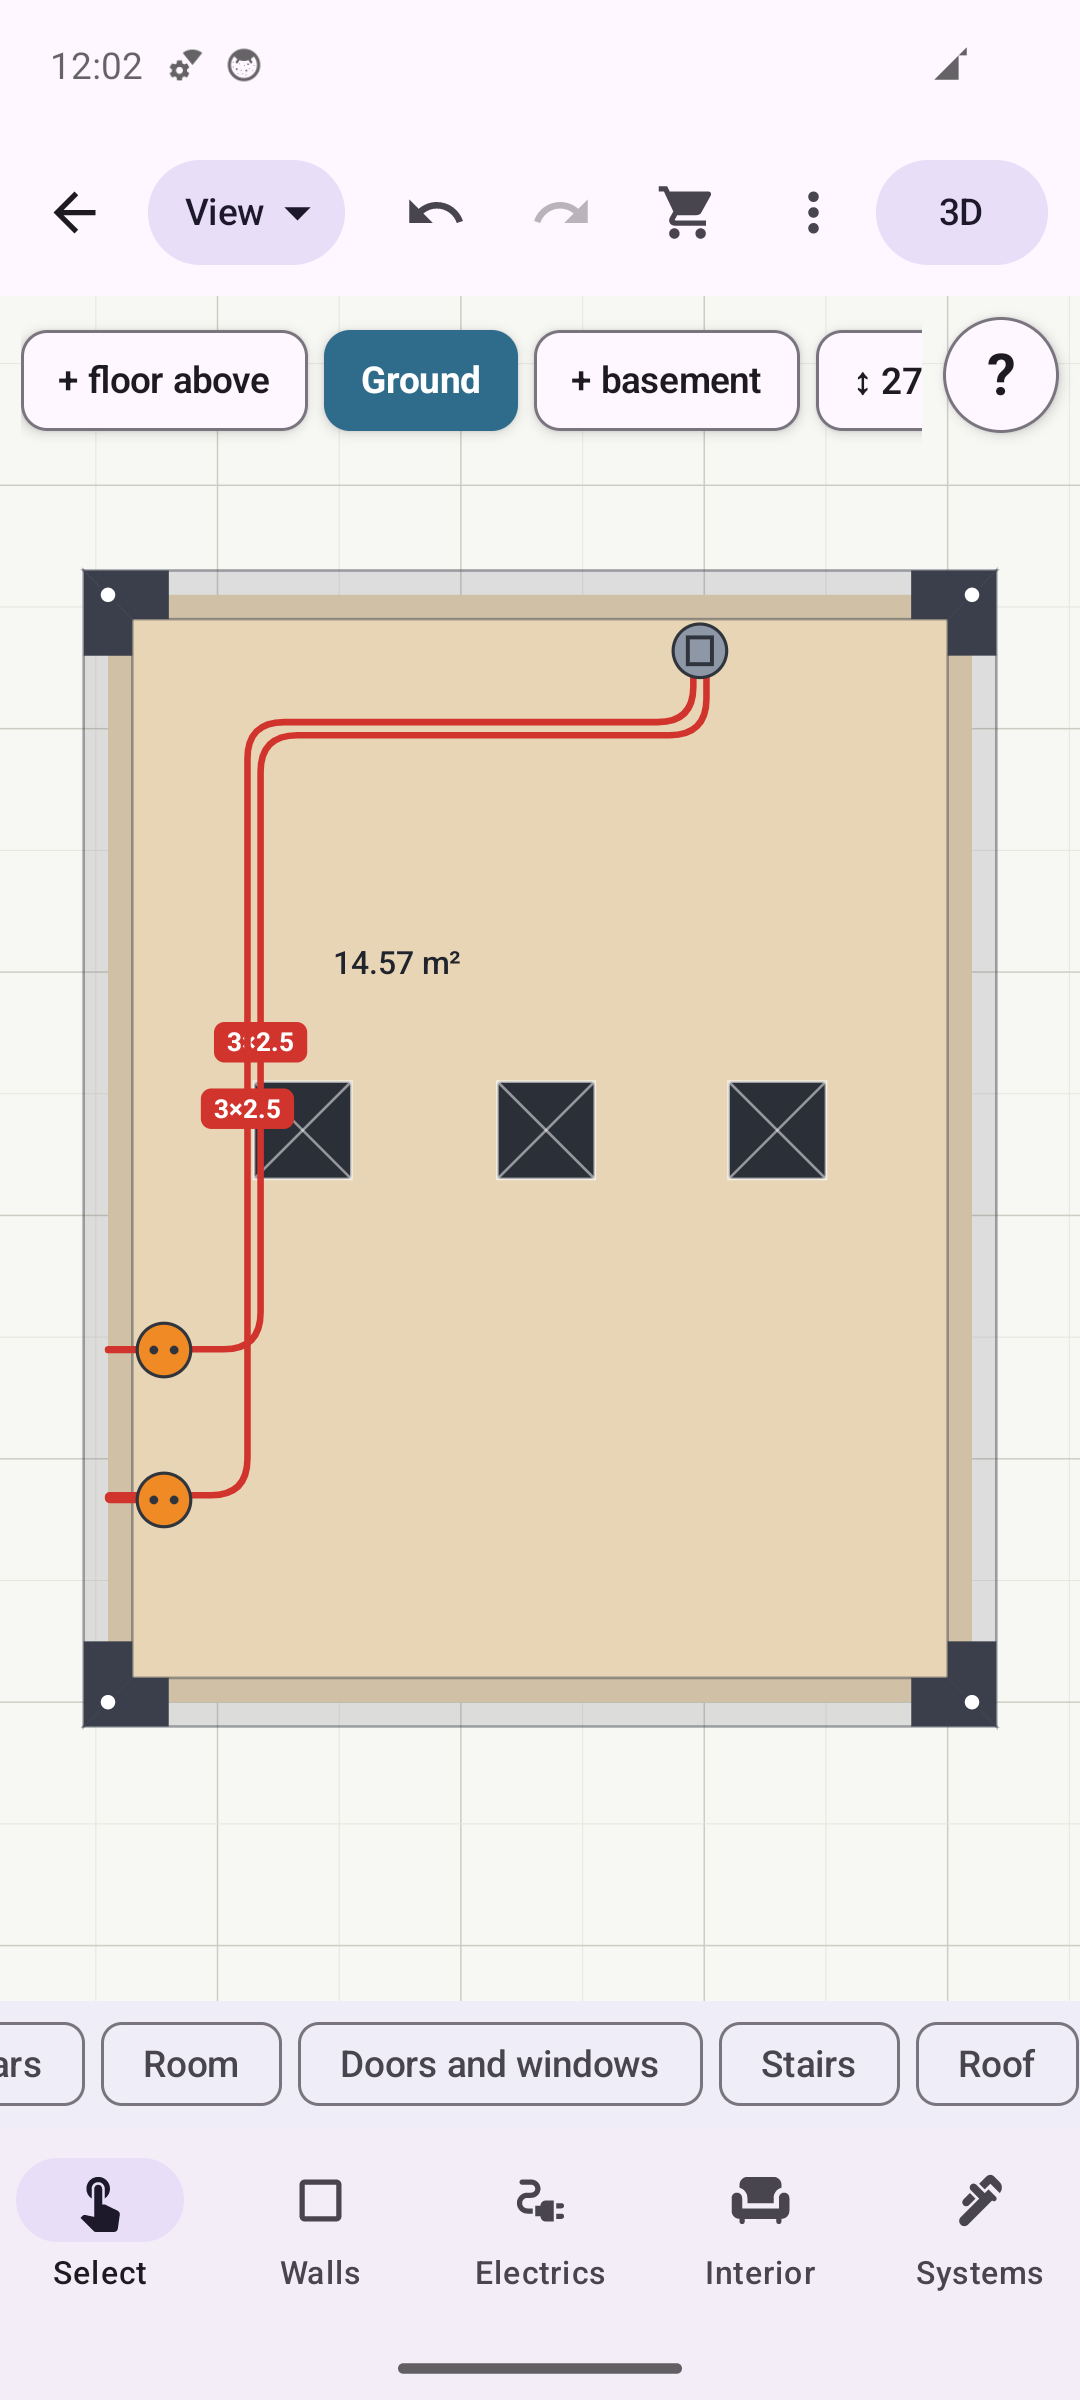 12:02
View
3D
+ floor above
Ground
+ basement
↕ 27
?
14.57 m²
3×2.5
3×2.5
ars
Room
Doors and windows
Stairs
Roof
Select
Walls
Electrics
Interior
Systems